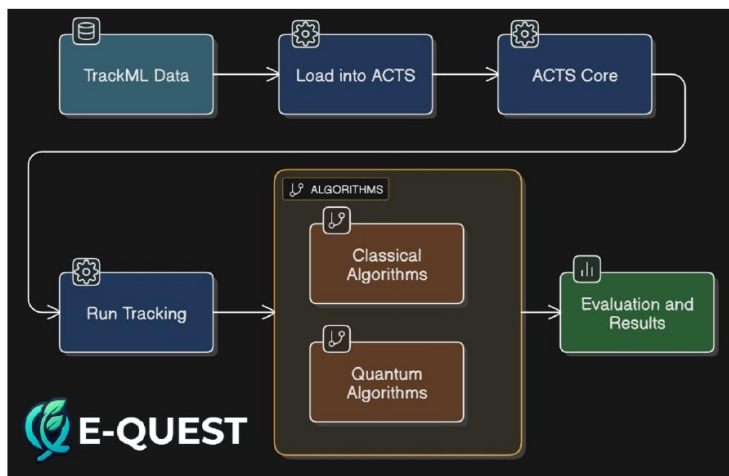 TrackML Data
Load into ACTS
ACTS Core
ALGORITHMS
Classical
Algorithms
Run Tracking
Evaluation and
Results
Quantum
Algorithms
E-QUEST